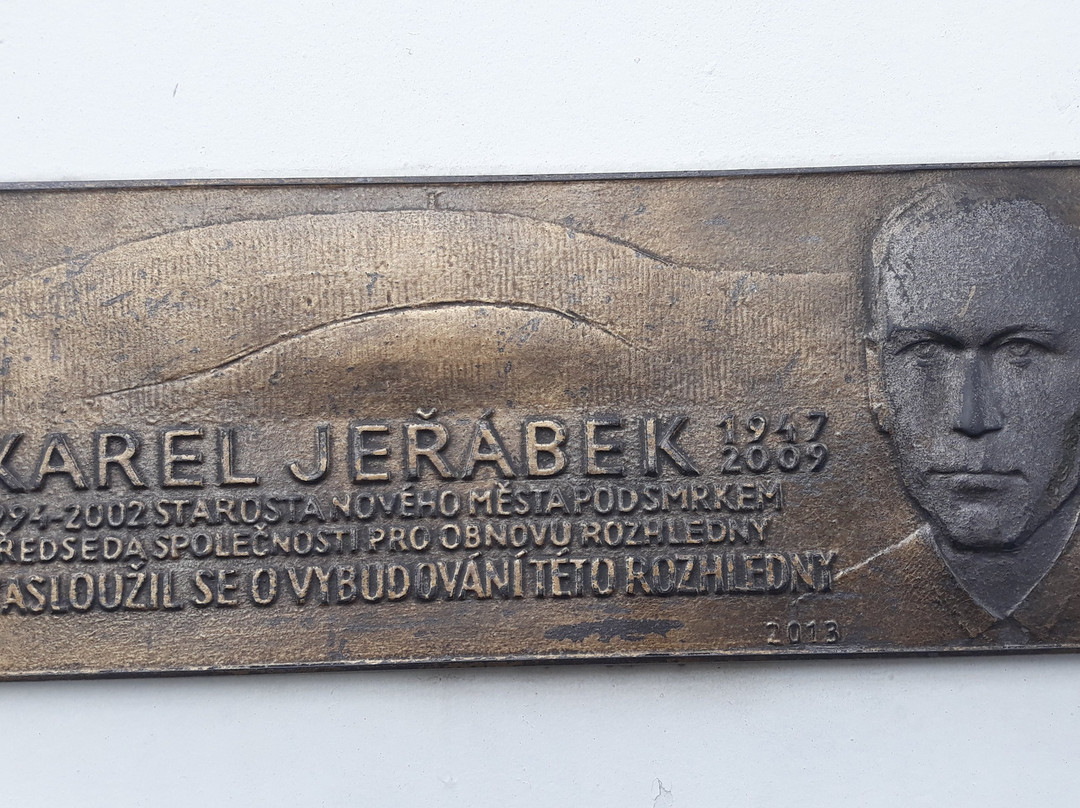 KAREL JEŘÁBEK 1947
2009
994-2002 STAROSTA NOVÉHO MĚSTA POD SMRKEM
ŘEDSEDA SPOLEČNOSTI PRO OBNOVU ROZHLEDNY
ASLOUŽIL SE O VYBUDOVÁNÍ TÉTO ROZHLEDNY
2013